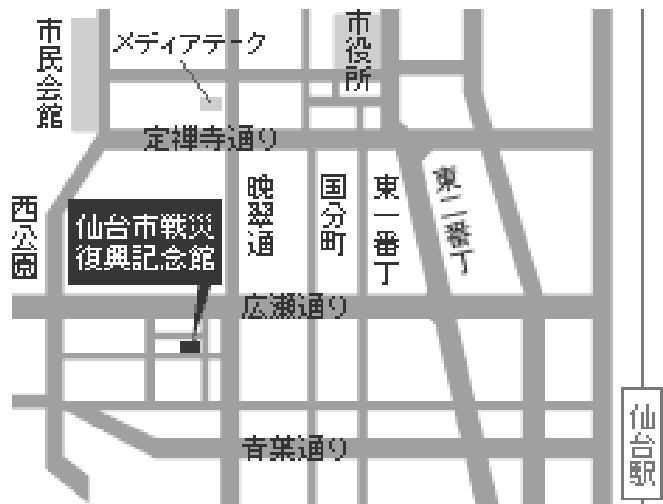 市民会館
メディアテーク
市役所
定禅寺通り
西公園
仙台市戦災
復興記念館
晩翠通
国分町
東一番丁
東二番丁
広瀬通り
青葉通り
仙台駅